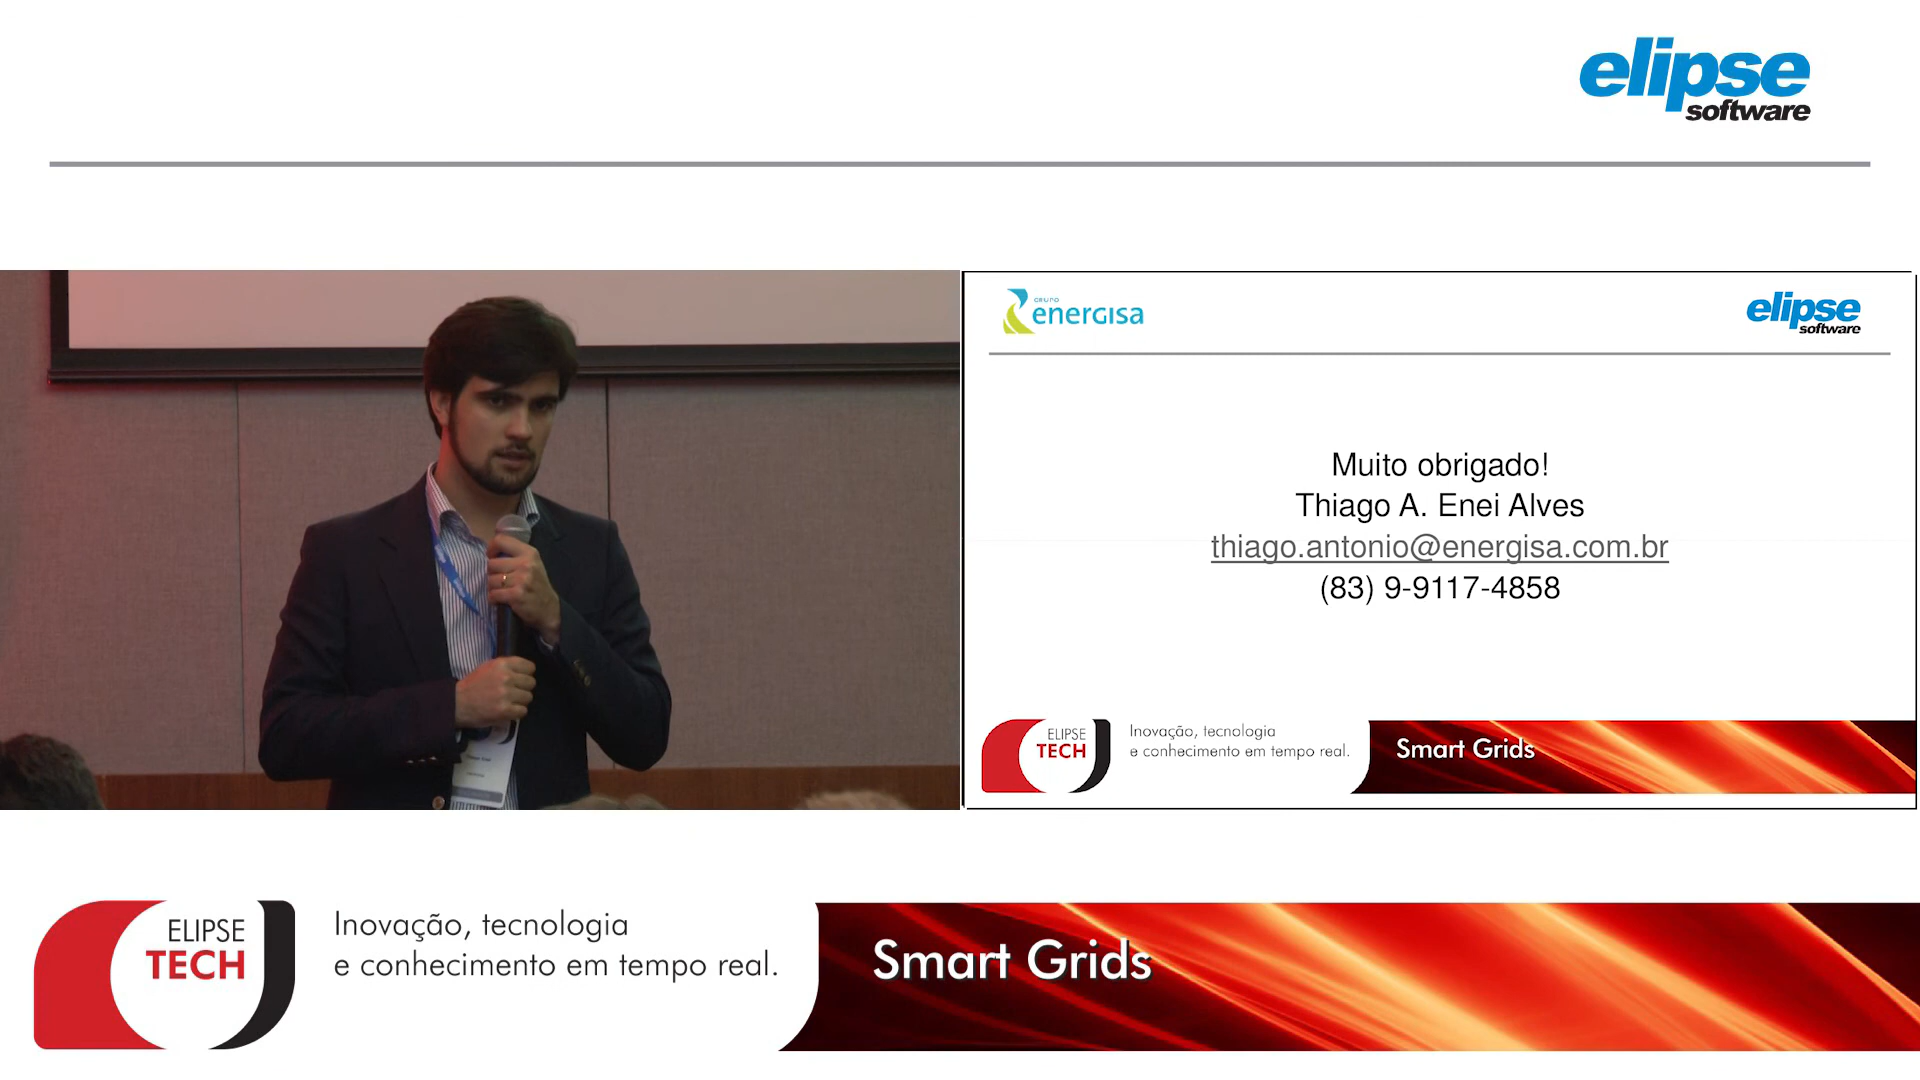 elipse
software
GRUPO
energisa
elipse
software
Muito obrigado!
Thiago A. Enei Alves
thiago.antonio@energisa.com.br
(83) 9-9117-4858
ELIPSE
TECH
Inovação, tecnologia
e conhecimento em tempo real.
Smart Grids
ELIPSE
TECH
Inovação, tecnologia
e conhecimento em tempo real.
Smart Grids